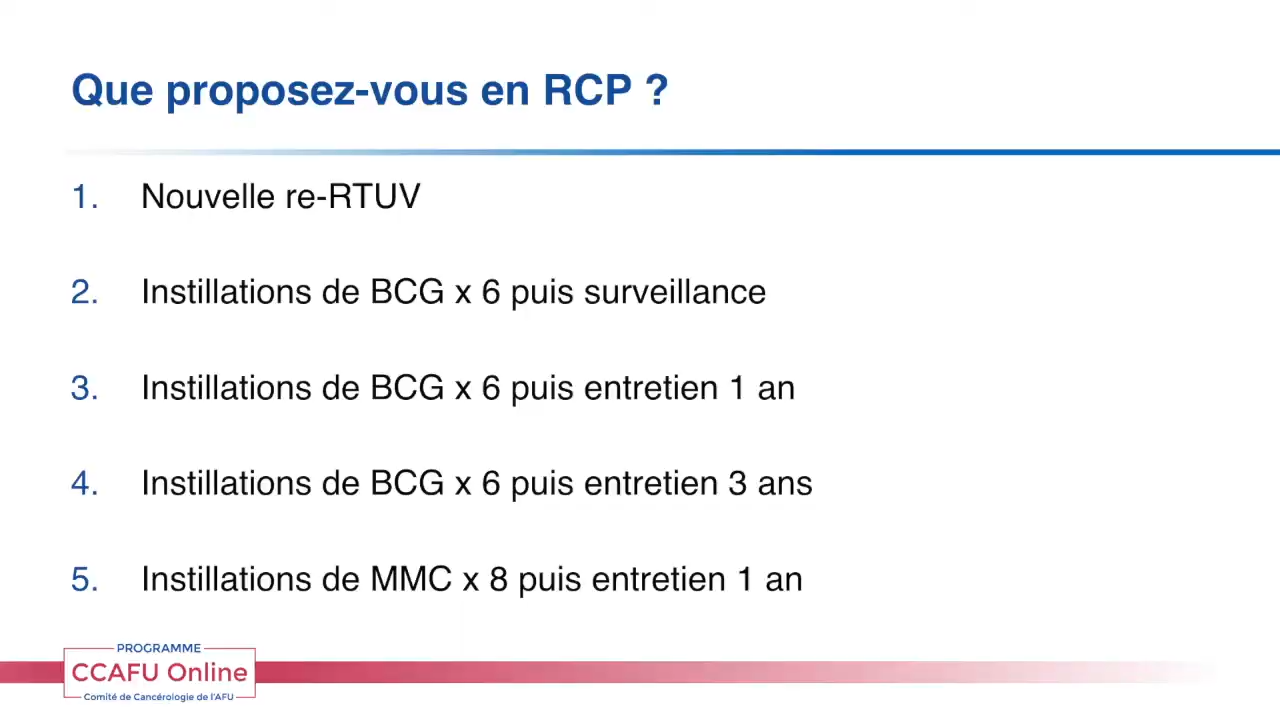 Que proposez-vous en RCP ?
1. Nouvelle re-RTUV
2. Instillations de BCG x 6 puis surveillance
3. Instillations de BCG x 6 puis entretien 1 an
4. Instillations de BCG x 6 puis entretien 3 ans
5. Instillations de MMC x 8 puis entretien 1 an
PROGRAMME
CCAFU Online
Comité de Cancérologie de l'AFU